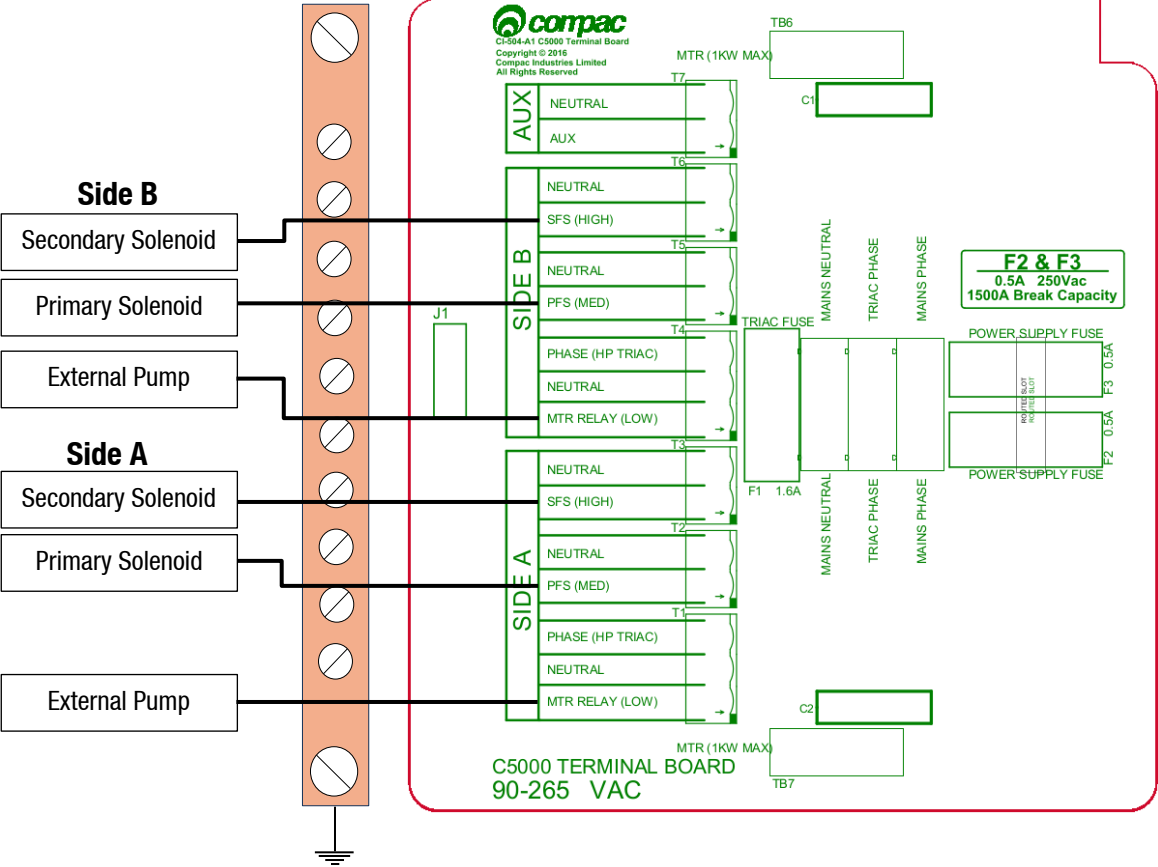 compac
CI-504-A1 C5000 Terminal Board
Copyright © 2016
Compac Industries Limited
All Rights Reserved
TB6
MTR (1KW MAX)
C1
T7
AUX
NEUTRAL
AUX
T6
Side B
Secondary Solenoid
Primary Solenoid
External Pump
J1
SIDE B
NEUTRAL
SFS (HIGH)
T5
NEUTRAL
PFS (MED)
T4
PHASE (HP TRIAC)
NEUTRAL
MTR RELAY (LOW)
T3
Side A
Secondary Solenoid
Primary Solenoid
External Pump
SIDE A
NEUTRAL
SFS (HIGH)
T2
NEUTRAL
PFS (MED)
T1
PHASE (HP TRIAC)
NEUTRAL
MTR RELAY (LOW)
MAINS NEUTRAL
TRIAC PHASE
MAINS PHASE
F2 & F3
0.5A 250Vac
1500A Break Capacity
TRIAC FUSE
F1 1.6A
POWER SUPPLY FUSE
F3 0.5A
ROUTED SLOT
ROUTED SLOT
F2 0.5A
POWER SUPPLY FUSE
MAINS NEUTRAL
TRIAC PHASE
MAINS PHASE
C2
MTR (1KW MAX)
TB7
C5000 TERMINAL BOARD
90-265 VAC